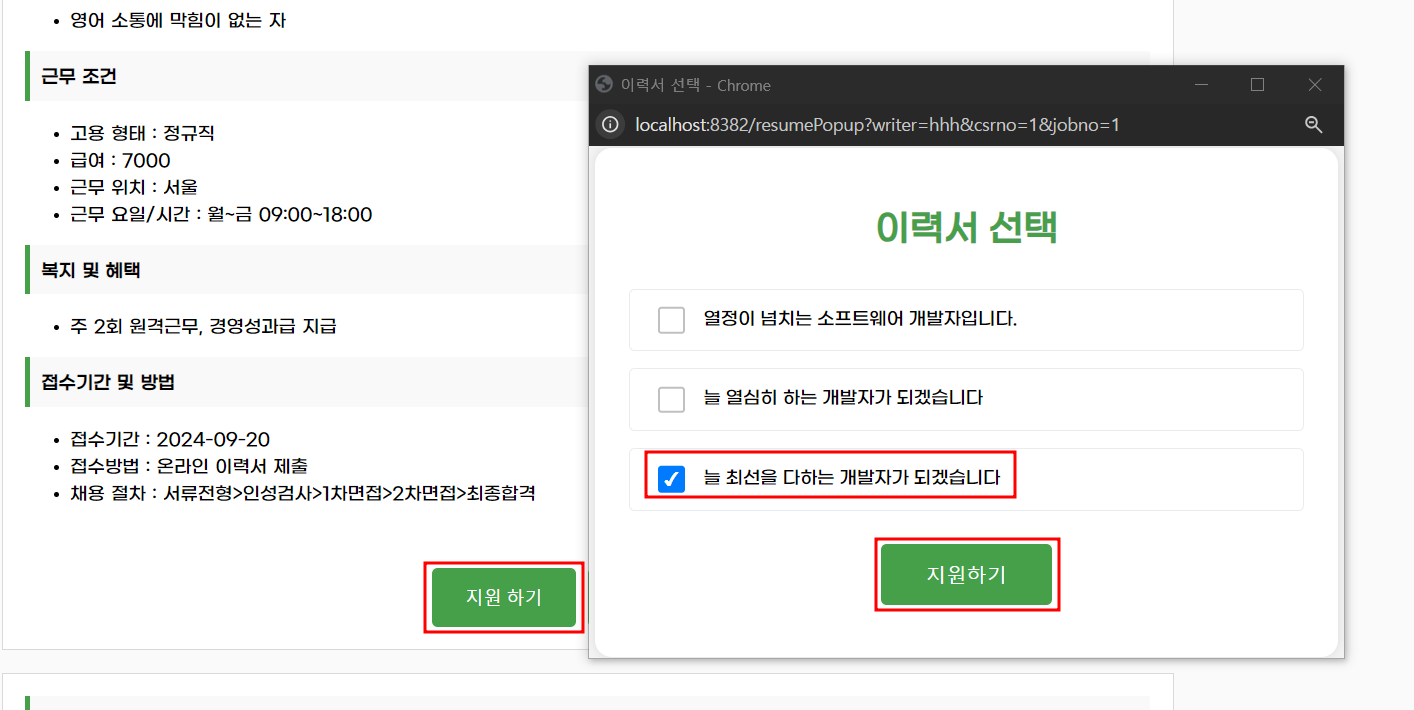 영어 소통에 막힘이 없는 자
근무 조건
고용 형태 : 정규직
급여 : 7000
근무 위치 : 서울
근무 요일/시간 : 월~금 09:00~18:00
복지 및 혜택
주 2회 원격근무, 경영성과급 지급
접수기간 및 방법
접수기간 : 2024-09-20
접수방법 : 온라인 이력서 제출
채용 절차 : 서류전형>인성검사>1차면접>2차면접>최종합격
지원 하기
이력서 선택 - Chrome
localhost:8382/resumePopup?writer=hhh&csrno=1&jobno=1
이력서 선택
열정이 넘치는 소프트웨어 개발자입니다.
늘 열심히 하는 개발자가 되겠습니다
늘 최선을 다하는 개발자가 되겠습니다
지원하기